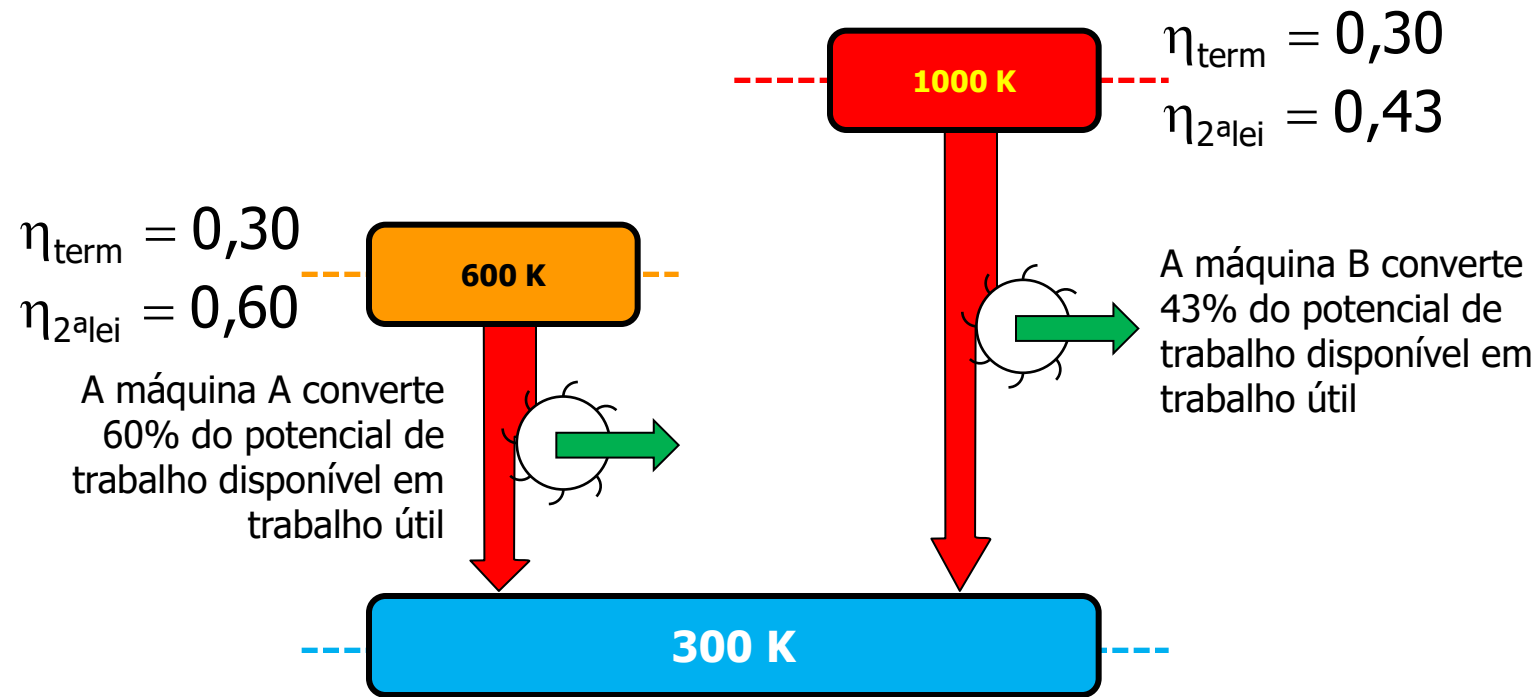 η_term = 0,30
η_2ªlei = 0,60
600 K
A máquina A converte
60% do potencial de
trabalho disponível em
trabalho útil
1000 K
η_term = 0,30
η_2ªlei = 0,43
A máquina B converte
43% do potencial de
trabalho disponível em
trabalho útil
300 K